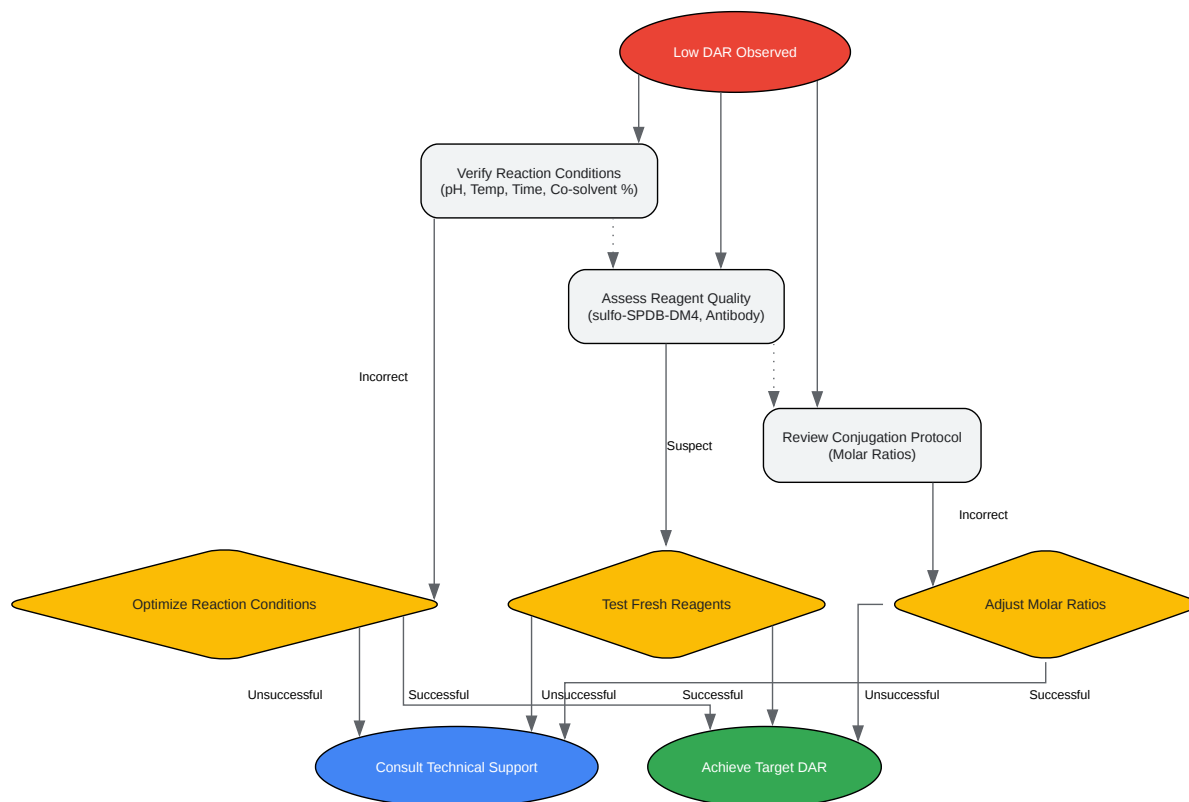 Low DAR Observed
Verify Reaction Conditions
(pH, Temp, Time, Co-solvent %)
Assess Reagent Quality
(sulfo-SPDB-DM4, Antibody)
Incorrect
Review Conjugation Protocol
(Molar Ratios)
Suspect
Incorrect
Optimize Reaction Conditions
Test Fresh Reagents
Adjust Molar Ratios
Unsuccessful
Successful
Unsuccessful
Successful
Unsuccessful
Successful
Consult Technical Support
Achieve Target DAR